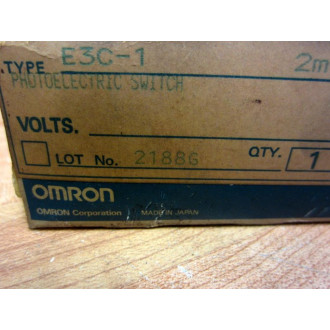 TYPE E3C-1 2m
PHOTOELECTRIC SWITCH
VOLTS.
LOT No. 2188G QTY. 1
OMRON
OMRON Corporation MADE IN JAPAN